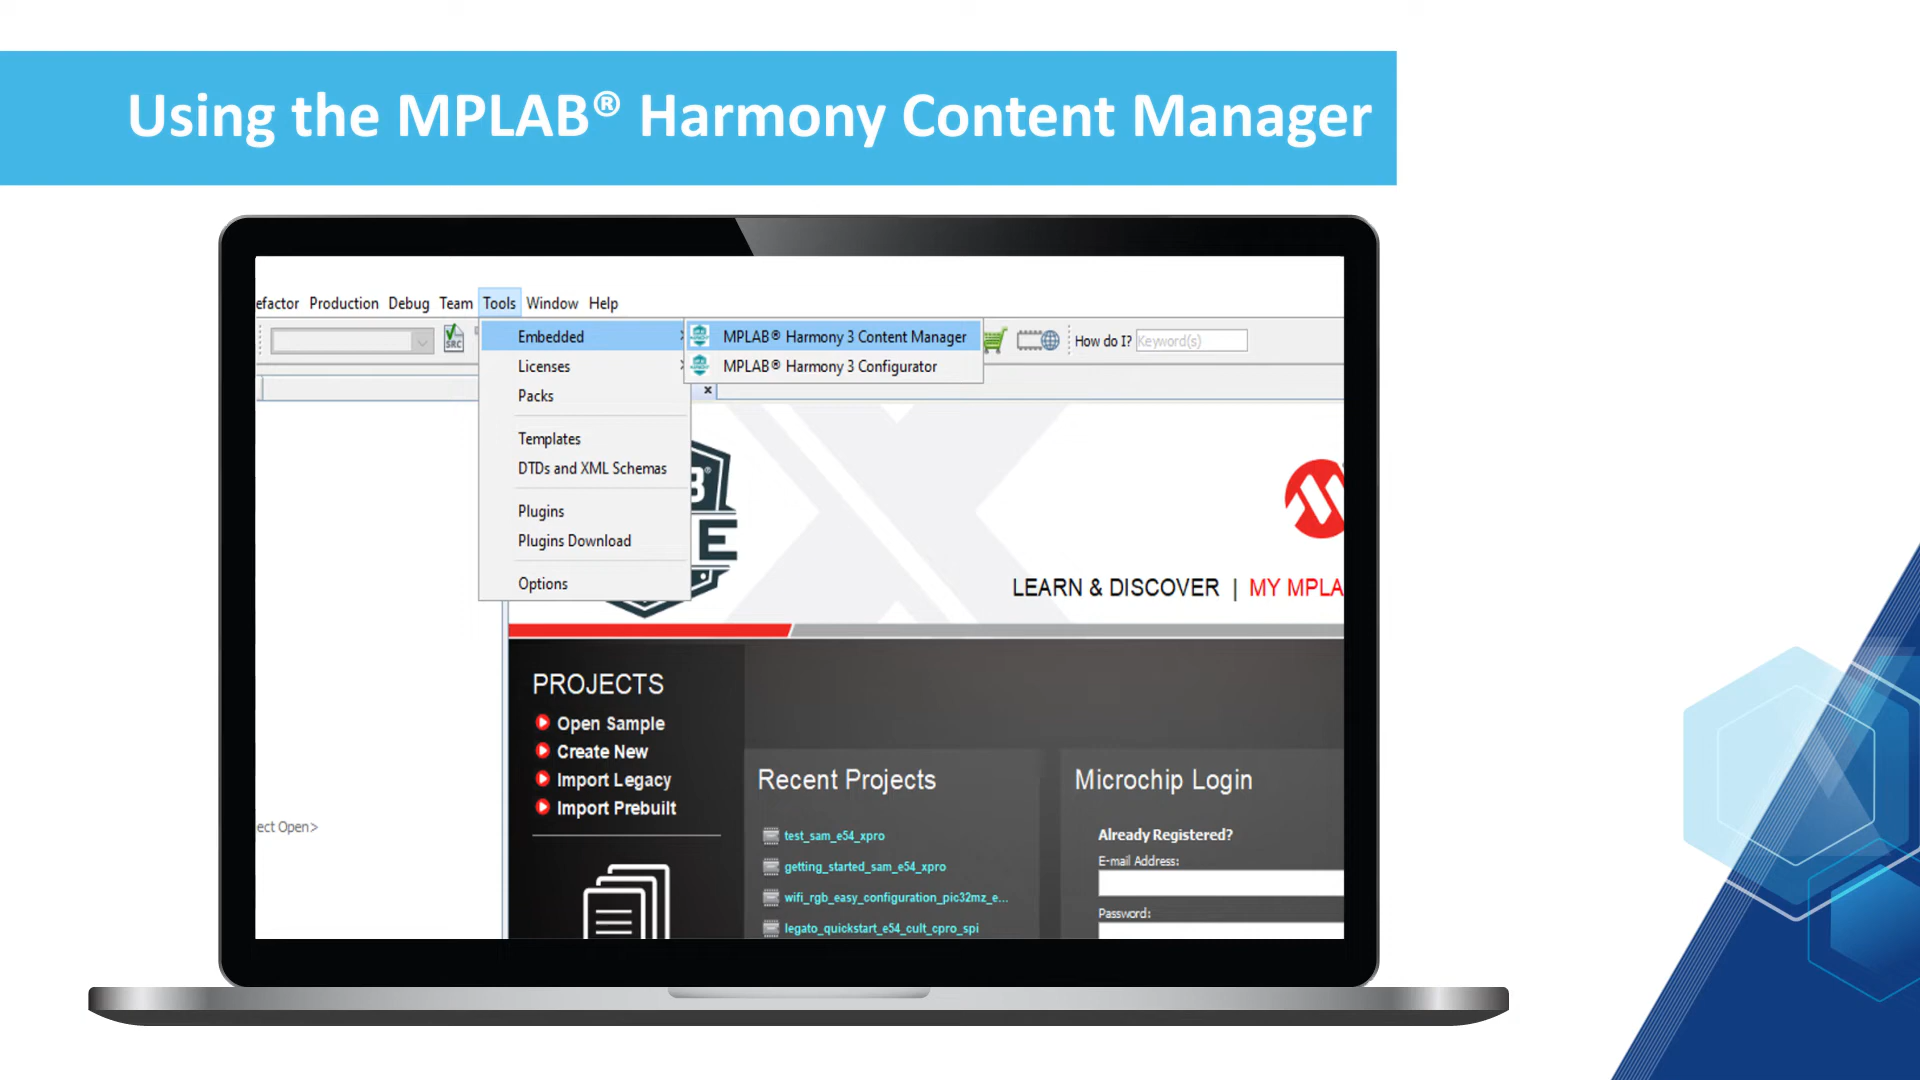 Using the MPLAB® Harmony Content Manager
efactor Production Debug Team Tools Window Help
Embedded
MPLAB® Harmony 3 Content Manager
How do I? Keyword(s)
SRC
Licenses
MPLAB® Harmony 3 Configurator
Packs
Templates
DTDs and XML Schemas
Plugins
Plugins Download
Options
E
LEARN & DISCOVER | MY MPLA
PROJECTS
Open Sample
Create New
Import Legacy
Import Prebuilt
ect Open>
Recent Projects
test_sam_e54_xpro
getting_started_sam_e54_xpro
wifi_rgb_easy_configuration_pic32mz_e...
legato_quickstart_e54_cult_cpro_spi
Microchip Login
Already Registered?
E-mail Address:
Password: